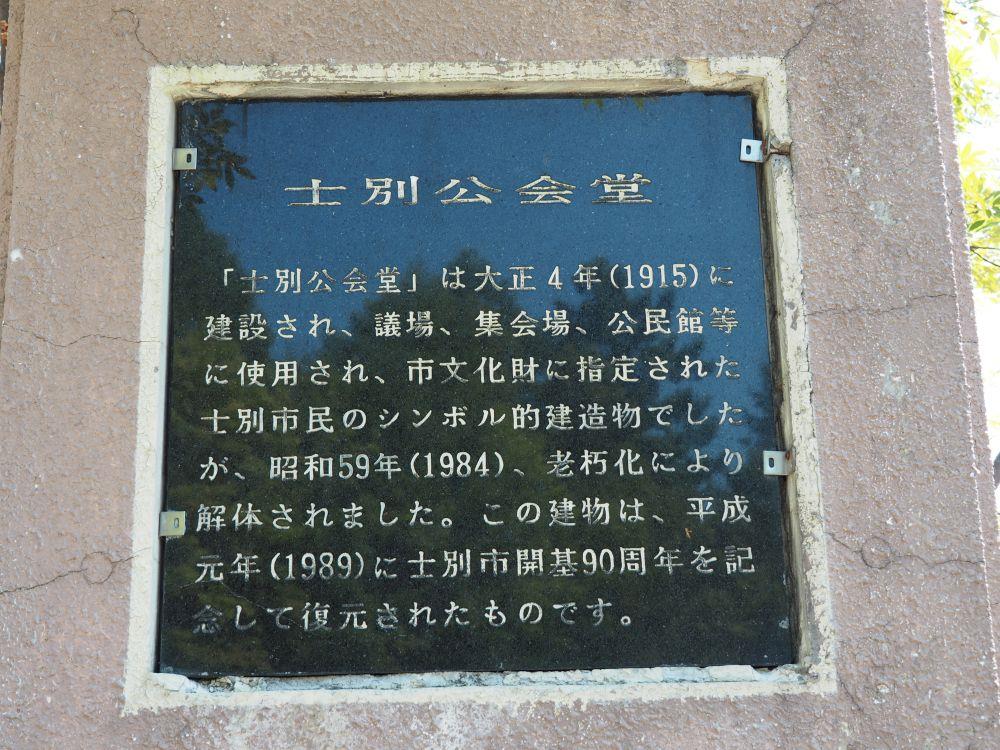 士別公会堂
「士別公会堂」は大正4年(1915)に
建設され、議場、集会場、公民館等
に使用され、市文化財に指定された
士別市民のシンボル的建造物でした
が、昭和59年(1984)、老朽化により
解体されました。この建物は、平成
元年(1989)に士別市開基90周年を記
念して復元されたものです。